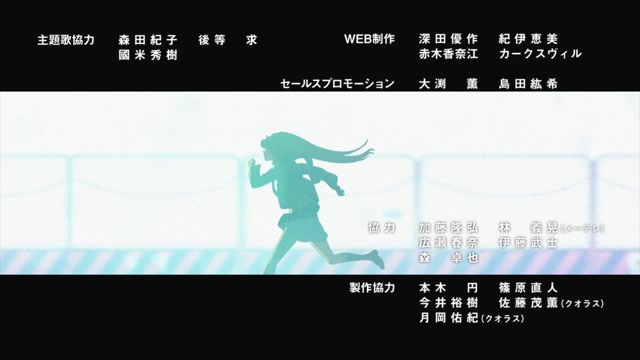 主題歌協力 森田紀子 後等 求
國米秀樹
WEB制作 深田優作 紀伊恵美
赤木香奈江 カークスヴィル
セールスプロモーション 大渕 薫 島田紘希
協力 加藤隆弘 林 義晃(メ~テレ)
広瀬春奈 伊藤武士
森 卓也
製作協力 本木 円 篠原直人
今井裕樹 佐藤茂薫(クオラス)
月岡佑紀(クオラス)